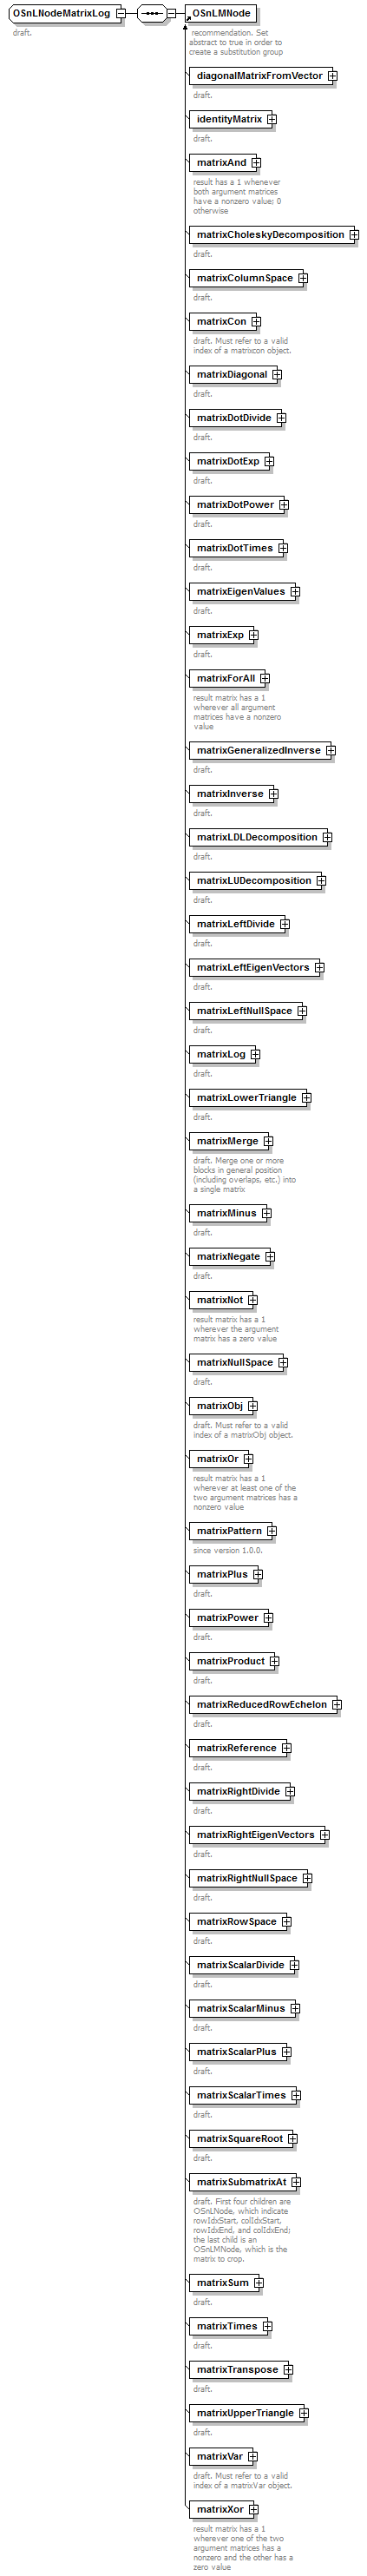 OSnLNodeMatrixLog
OSnLMNode
draft.
recommendation. Set
abstract to true in order to
create a substitution group
diagonalMatrixFromVector
draft.
identityMatrix
draft.
matrixAnd
result has a 1 whenever
both argument matrices
have a nonzero value; 0
otherwise
matrixCholeskyDecomposition
draft.
matrixColumnSpace
draft.
matrixCon
draft. Must refer to a valid
index of a matrixcon object.
matrixDiagonal
draft.
matrixDotDivide
draft.
matrixDotExp
draft.
matrixDotPower
draft.
matrixDotTimes
draft.
matrixEigenValues
draft.
matrixExp
draft.
matrixForAll
result matrix has a 1
wherever all argument
matrices have a nonzero
value
matrixGeneralizedInverse
draft.
matrixInverse
draft.
matrixLDLDecomposition
draft.
matrixLUDecomposition
draft.
matrixLeftDivide
draft.
matrixLeftEigenVectors
draft.
matrixLeftNullSpace
draft.
matrixLog
draft.
matrixLowerTriangle
draft.
matrixMerge
draft. Merge one or more
blocks in general position
(including overlaps, etc.) into
a single matrix
matrixMinus
draft.
matrixNegate
draft.
matrixNot
result matrix has a 1
wherever the argument
matrix has a zero value
matrixNullSpace
draft.
matrixObj
draft. Must refer to a valid
index of a matrixObj object.
matrixOr
result matrix has a 1
wherever at least one of the
two argument matrices has a
nonzero value
matrixPattern
since version 1.0.0.
matrixPlus
draft.
matrixPower
draft.
matrixProduct
draft.
matrixReducedRowEchelon
draft.
matrixReference
draft.
matrixRightDivide
draft.
matrixRightEigenVectors
draft.
matrixRightNullSpace
draft.
matrixRowSpace
draft.
matrixScalarDivide
draft.
matrixScalarMinus
draft.
matrixScalarPlus
draft.
matrixScalarTimes
draft.
matrixSquareRoot
draft.
matrixSubmatrixAt
draft. First four children are
OSnLNode, which indicate
rowIdxStart, colIdxStart,
rowIdxEnd, and colIdxEnd;
the last child is an
OSnLMNode, which is the
matrix to crop.
matrixSum
draft.
matrixTimes
draft.
matrixTranspose
draft.
matrixUpperTriangle
draft.
matrixVar
draft. Must refer to a valid
index of a matrixVar object.
matrixXor
result matrix has a 1
wherever one of the two
argument matrices has a
nonzero and the other has a
zero value